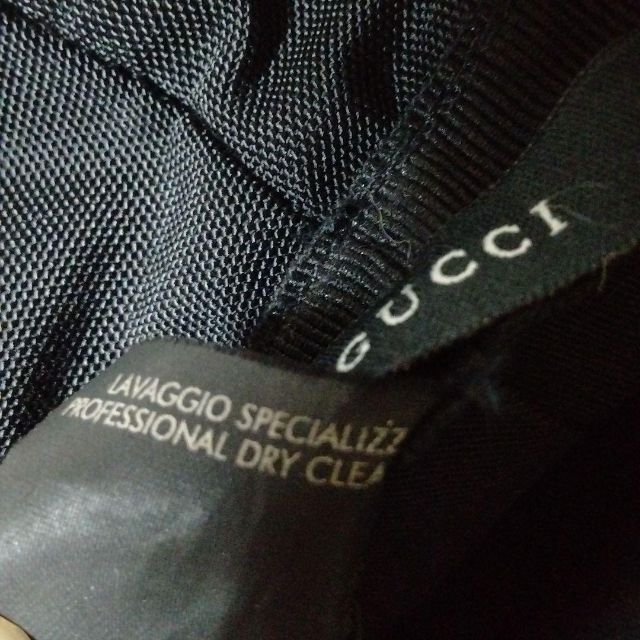 GUCCI
LAVAGGIO SPECIALIZZ
PROFESSIONAL DRY CLEA